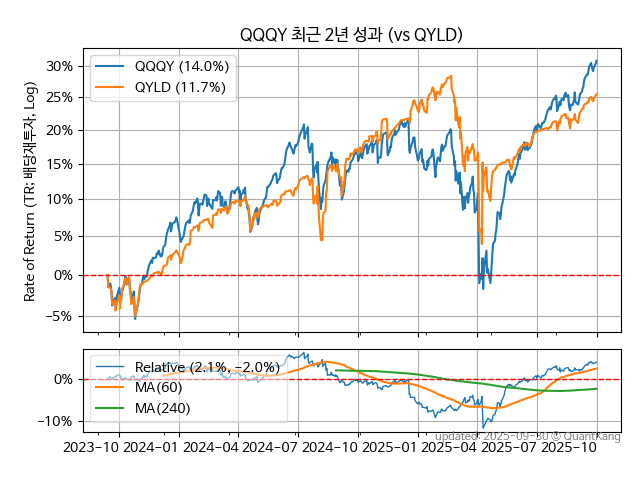 QQQY 최근 2년 성과 (vs QYLD)
Rate of Return (TR: 배당재투자, Log)
30%
25%
20%
15%
10%
5%
0%
−5%
QQQY (14.0%)
QYLD (11.7%)
0%
−10%
Relative (2.1%, −2.0%)
MA(60)
MA(240)
2023-10 2024-01 2024-04 2024-07 2024-10 2025-01 2025-04 2025-07 2025-10
updated: 2025-09-30 © QuantKang